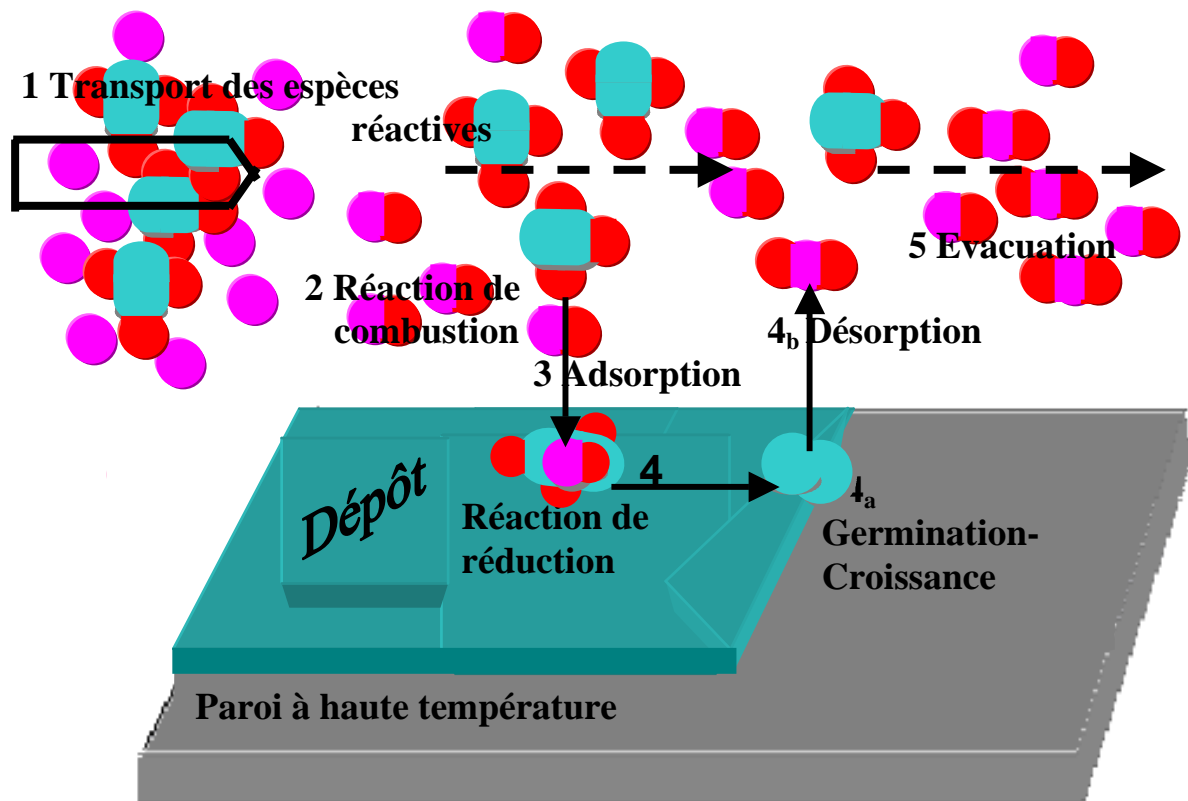 1 Transport des espèces
réactives
2 Réaction de
combustion
3 Adsorption
4b Désorption
5 Evacuation
Dépôt
4
Réaction de
réduction
4a
Germination-
Croissance
Paroi à haute température